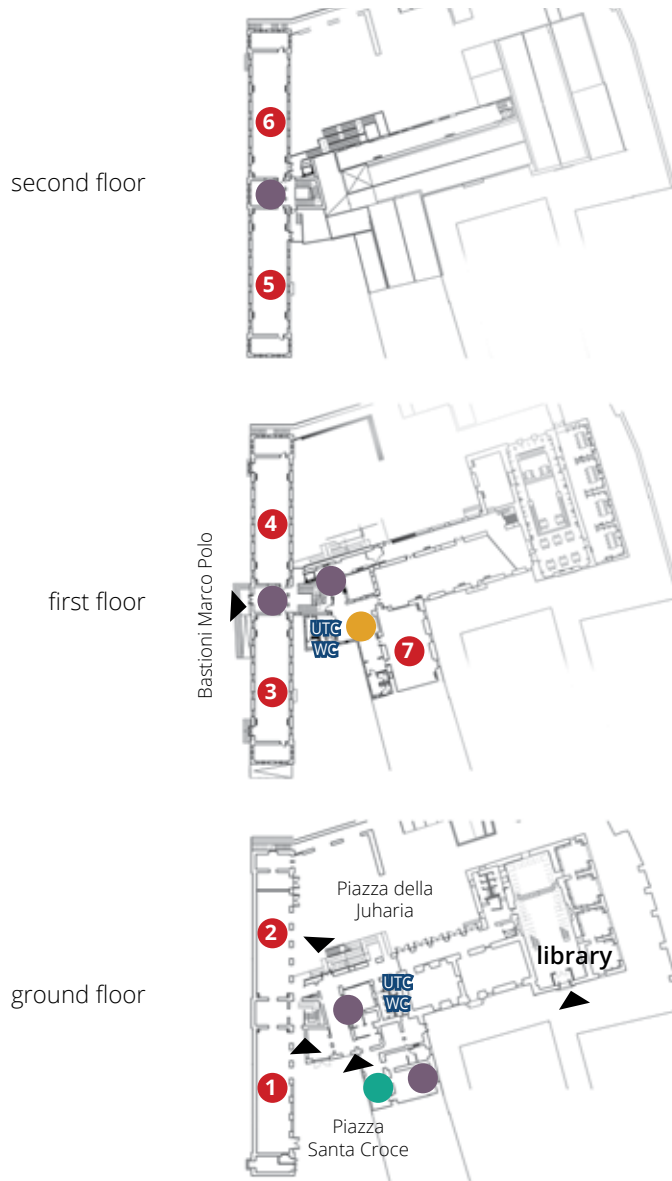 6
second floor
5
4
Bastioni Marco Polo
first floor
UTC
WC
7
3
Piazza della
Juharia
2
library
ground floor
UTC
WC
1
Piazza
Santa Croce